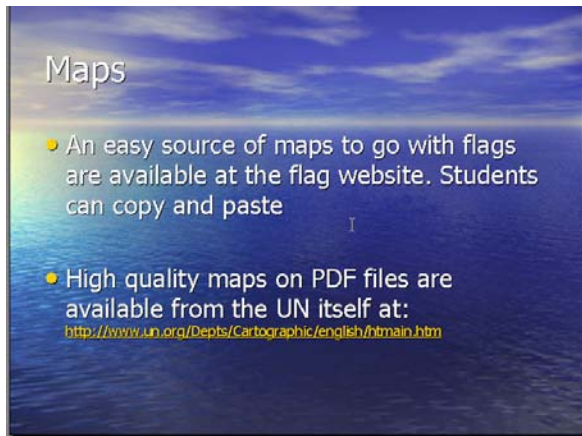 Maps
An easy source of maps to go with flags
are available at the flag website. Students
can copy and paste
High quality maps on PDF files are
available from the UN itself at:
http://www.un.org/Depts/Cartographic/english/htmain.htm